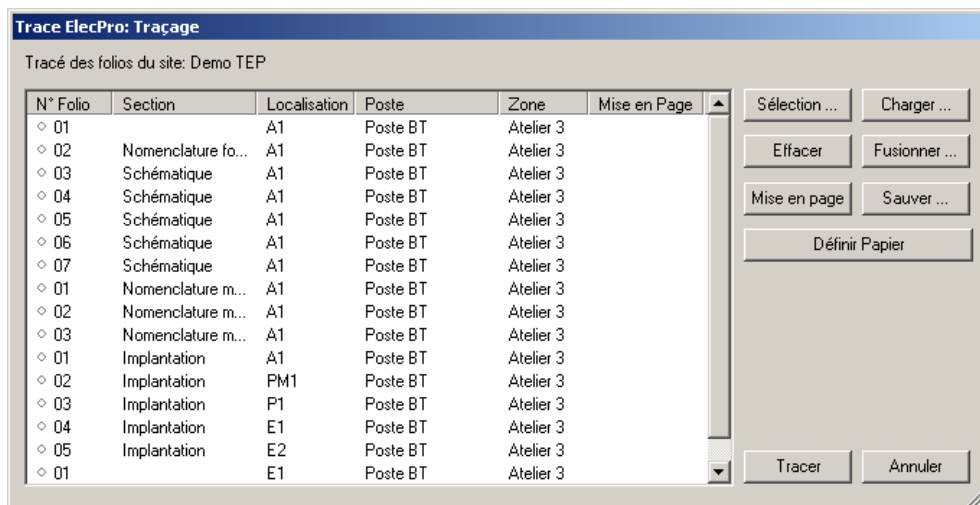 Trace ElecPro: Traçage
Tracé des folios du site: Demo TEP
N° Folio Section Localisation Poste Zone Mise en Page
01 A1 Poste BT Atelier 3
02 Nomenclature fo... A1 Poste BT Atelier 3
03 Schématique A1 Poste BT Atelier 3
04 Schématique A1 Poste BT Atelier 3
05 Schématique A1 Poste BT Atelier 3
06 Schématique A1 Poste BT Atelier 3
07 Schématique A1 Poste BT Atelier 3
01 Nomenclature m... A1 Poste BT Atelier 3
02 Nomenclature m... A1 Poste BT Atelier 3
03 Nomenclature m... A1 Poste BT Atelier 3
01 Implantation A1 Poste BT Atelier 3
02 Implantation PM1 Poste BT Atelier 3
03 Implantation P1 Poste BT Atelier 3
04 Implantation E1 Poste BT Atelier 3
05 Implantation E2 Poste BT Atelier 3
01 E1 Poste BT Atelier 3
Sélection ... Charger ...
Effacer Fusionner ...
Mise en page Sauver ...
Définir Papier
Tracer Annuler